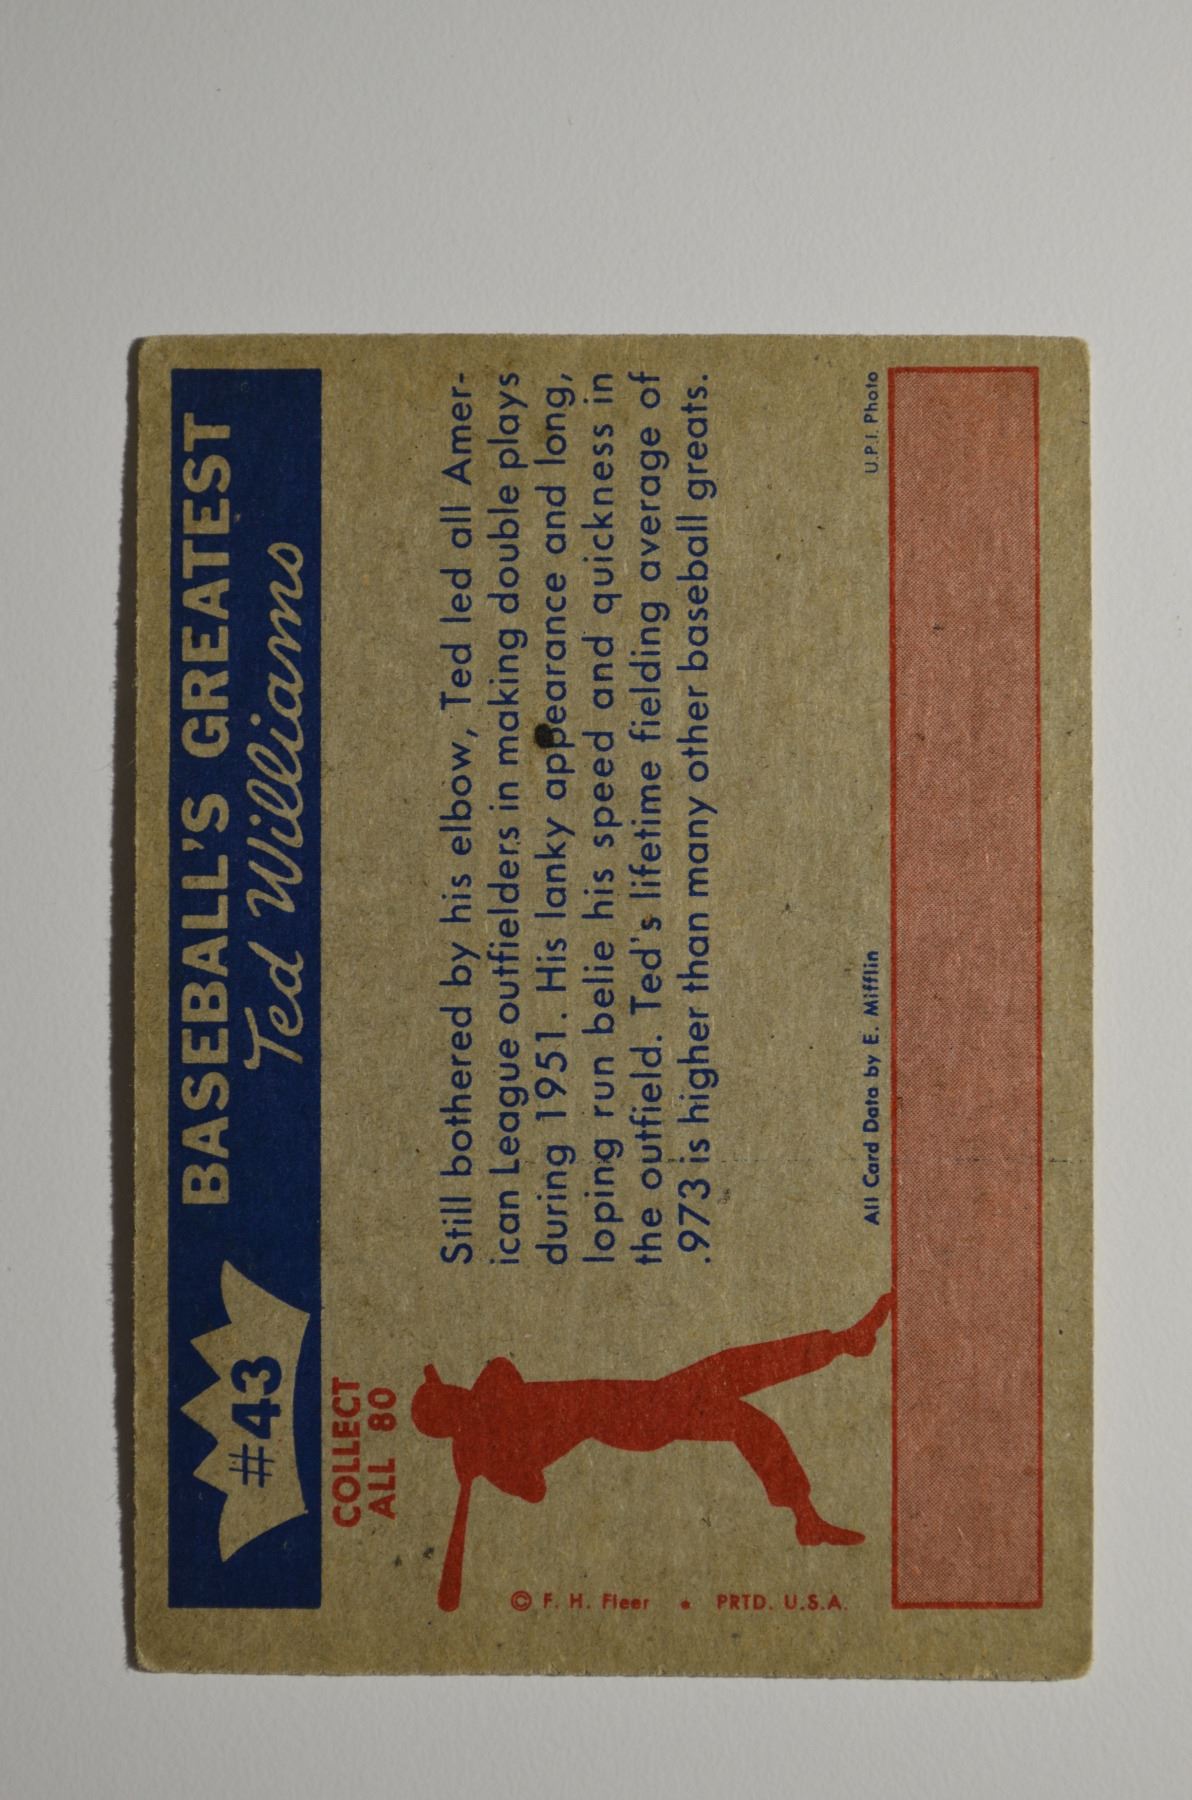 #43
BASEBALL'S GREATEST
Ted Williams
COLLECT
ALL 80
Still bothered by his elbow, Ted led all Amer-
ican League outfielders in making double plays
during 1951. His lanky appearance and long,
loping run belie his speed and quickness in
the outfield. Ted's lifetime fielding average of
.973 is higher than many other baseball greats.
© F. H. Fleer • PRTD. U.S.A.
All Card Data by E. Mifflin
U.P.I. Photo